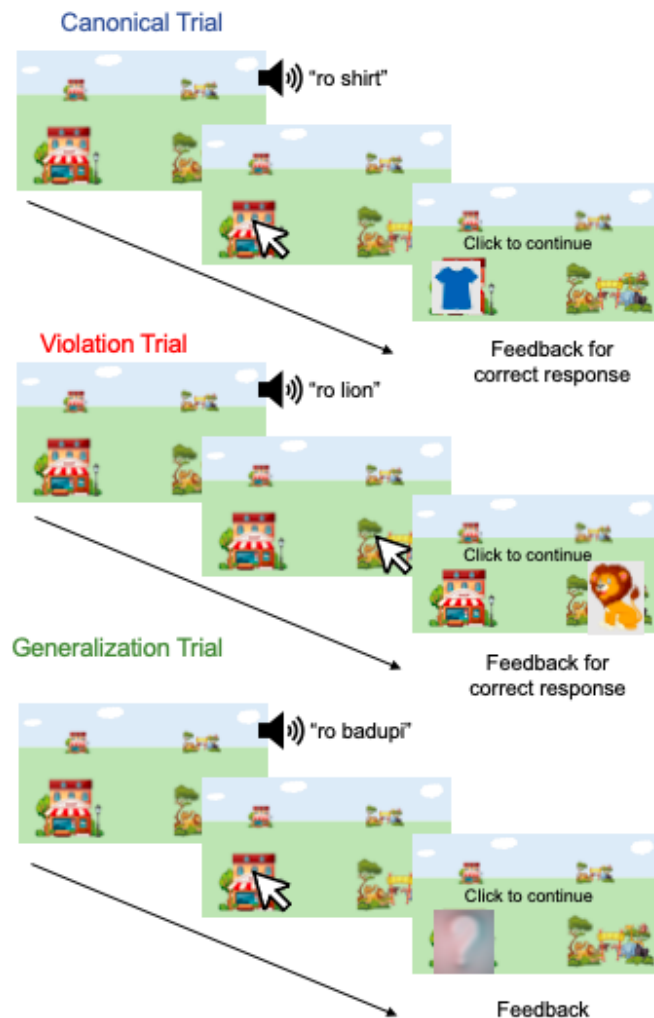 Canonical Trial
“ro shirt”
Click to continue
Feedback for
correct response
Violation Trial
“ro lion”
Click to continue
Feedback for
correct response
Generalization Trial
“ro badupi”
Click to continue
?
Feedback